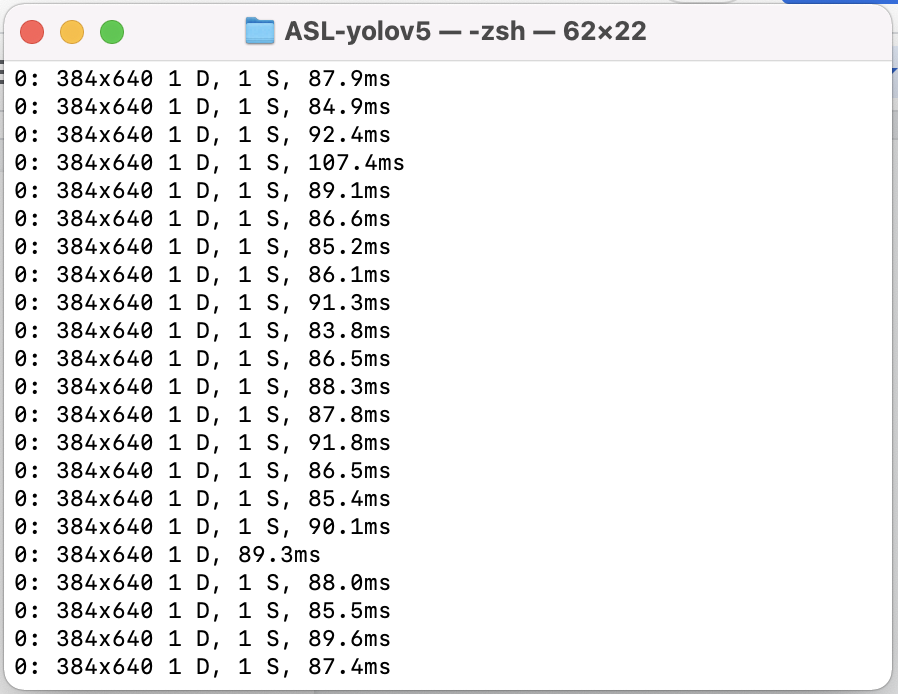 ASL-yolov5 — -zsh — 62×22
0: 384x640 1 D, 1 S, 87.9ms
0: 384x640 1 D, 1 S, 84.9ms
0: 384x640 1 D, 1 S, 92.4ms
0: 384x640 1 D, 1 S, 107.4ms
0: 384x640 1 D, 1 S, 89.1ms
0: 384x640 1 D, 1 S, 86.6ms
0: 384x640 1 D, 1 S, 85.2ms
0: 384x640 1 D, 1 S, 86.1ms
0: 384x640 1 D, 1 S, 91.3ms
0: 384x640 1 D, 1 S, 83.8ms
0: 384x640 1 D, 1 S, 86.5ms
0: 384x640 1 D, 1 S, 88.3ms
0: 384x640 1 D, 1 S, 87.8ms
0: 384x640 1 D, 1 S, 91.8ms
0: 384x640 1 D, 1 S, 86.5ms
0: 384x640 1 D, 1 S, 85.4ms
0: 384x640 1 D, 1 S, 90.1ms
0: 384x640 1 D, 89.3ms
0: 384x640 1 D, 1 S, 88.0ms
0: 384x640 1 D, 1 S, 85.5ms
0: 384x640 1 D, 1 S, 89.6ms
0: 384x640 1 D, 1 S, 87.4ms